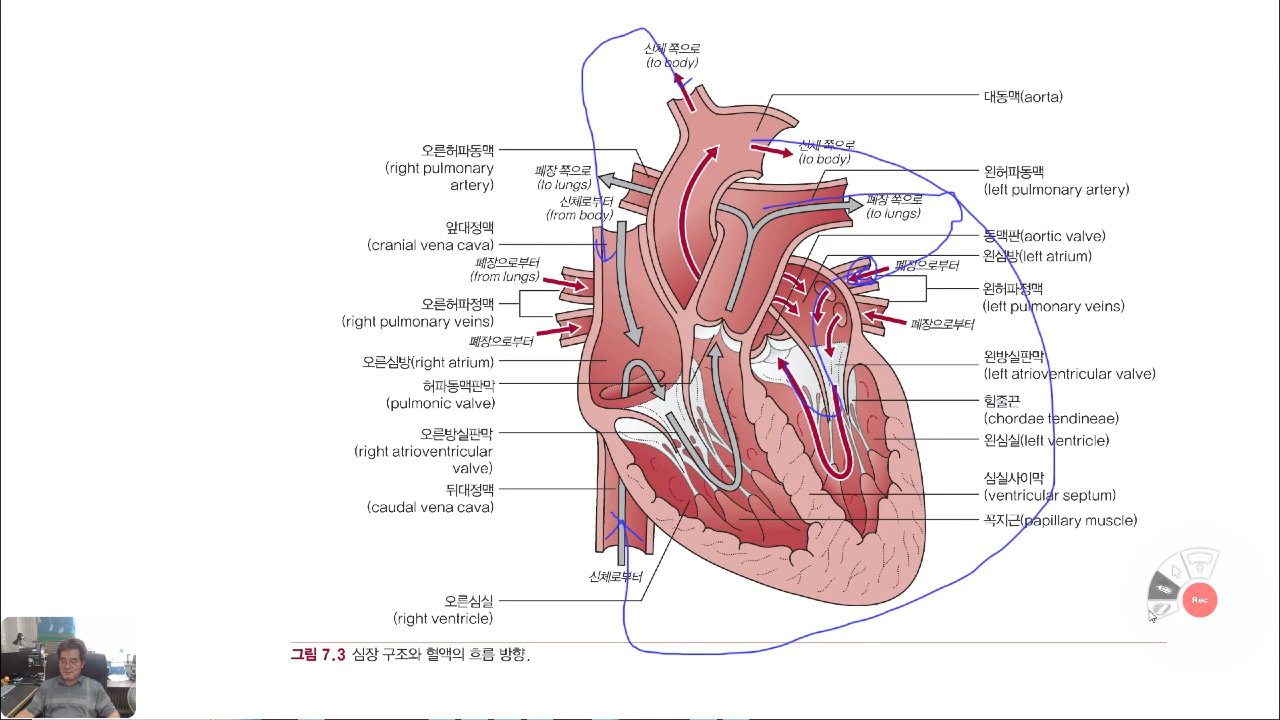 신체 쪽으로
(to body)
대동맥(aorta)
신체 쪽으로
(to body)
오른허파동맥
(right pulmonary
artery)
폐장 쪽으로
(to lungs)
신체로부터
(from body)
왼허파동맥
(left pulmonary artery)
폐장 쪽으로
(to lungs)
앞대정맥
(cranial vena cava)
동맥판(aortic valve)
왼심방(left atrium)
폐장으로부터
(from lungs)
폐장으로부터
오른허파정맥
(right pulmonary veins)
왼허파정맥
(left pulmonary veins)
폐장으로부터
폐장으로부터
오른심방(right atrium)
왼방실판막
(left atrioventricular valve)
허파동맥판막
(pulmonic valve)
힘줄끈
(chordae tendineae)
오른방실판막
(right atrioventricular
valve)
왼심실(left ventricle)
뒤대정맥
(caudal vena cava)
심실사이막
(ventricular septum)
꼭지근(papillary muscle)
신체로부터
오른심실
(right ventricle)
Rec
그림 7.3 심장 구조와 혈액의 흐름 방향.